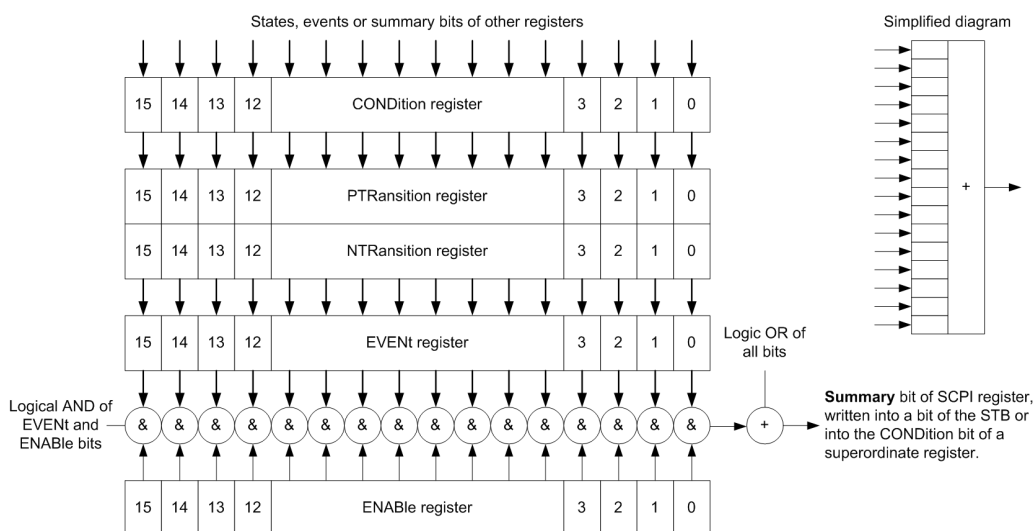 States, events or summary bits of other registers
Simplified diagram
15 14 13 12 CONDition register 3 2 1 0
15 14 13 12 PTRansition register 3 2 1 0
15 14 13 12 NTRansition register 3 2 1 0
+
15 14 13 12 EVENt register 3 2 1 0
Logic OR of
all bits
Logical AND of
EVENt and
ENABle bits
& & & & & & & & & & & & & & & &
+
Summary bit of SCPI register,
written into a bit of the STB or
into the CONDition bit of a
superordinate register.
15 14 13 12 ENABle register 3 2 1 0